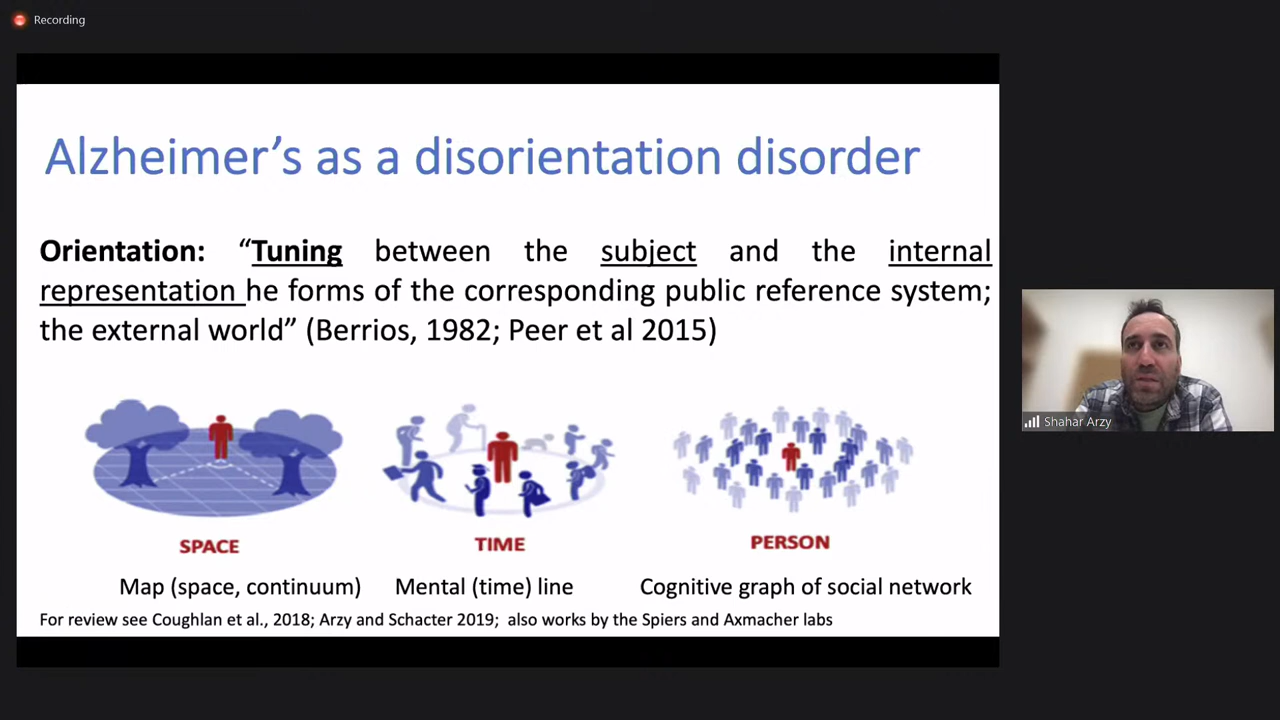 Recording
Alzheimer’s as a disorientation disorder
Orientation: “Tuning between the subject and the internal
representation he forms of the corresponding public reference system;
the external world” (Berrios, 1982; Peer et al 2015)
SPACE
TIME
PERSON
Map (space, continuum)
Mental (time) line
Cognitive graph of social network
For review see Coughlan et al., 2018; Arzy and Schacter 2019; also works by the Spiers and Axmacher labs
Shahar Arzy